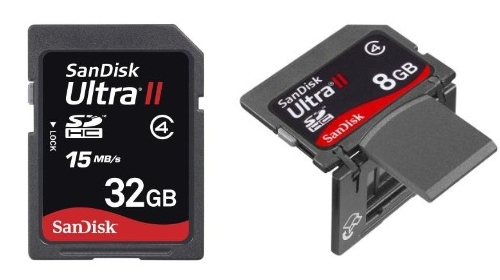 SanDisk
Ultra II
SD HC 4
LOCK
15 MB/s
32GB
SanDisk
4
8GB
SanDisk
Ultra II
SD HC
SanDisk